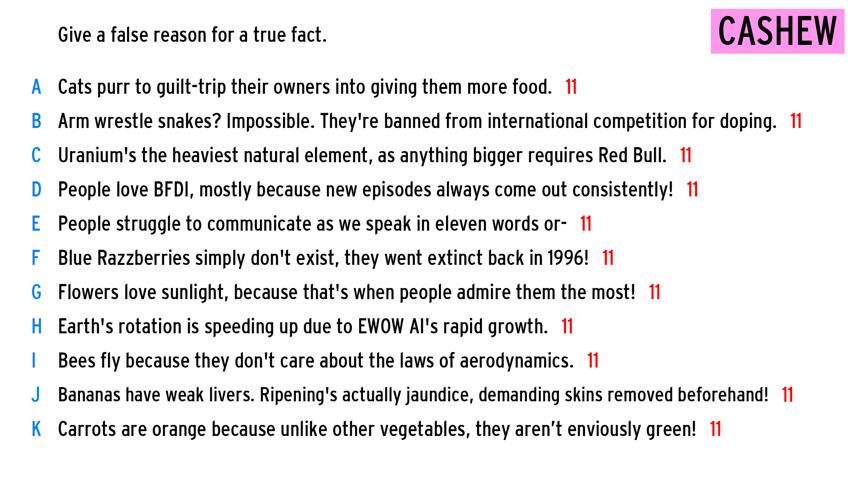 Give a false reason for a true fact.
CASHEW
A Cats purr to guilt-trip their owners into giving them more food. 11
B Arm wrestle snakes? Impossible. They're banned from international competition for doping. 11
C Uranium's the heaviest natural element, as anything bigger requires Red Bull. 11
D People love BFDI, mostly because new episodes always come out consistently! 11
E People struggle to communicate as we speak in eleven words or- 11
F Blue Razzberries simply don't exist, they went extinct back in 1996! 11
G Flowers love sunlight, because that's when people admire them the most! 11
H Earth's rotation is speeding up due to EWOW AI's rapid growth. 11
I Bees fly because they don't care about the laws of aerodynamics. 11
J Bananas have weak livers. Ripening's actually jaundice, demanding skins removed beforehand! 11
K Carrots are orange because unlike other vegetables, they aren’t enviously green! 11